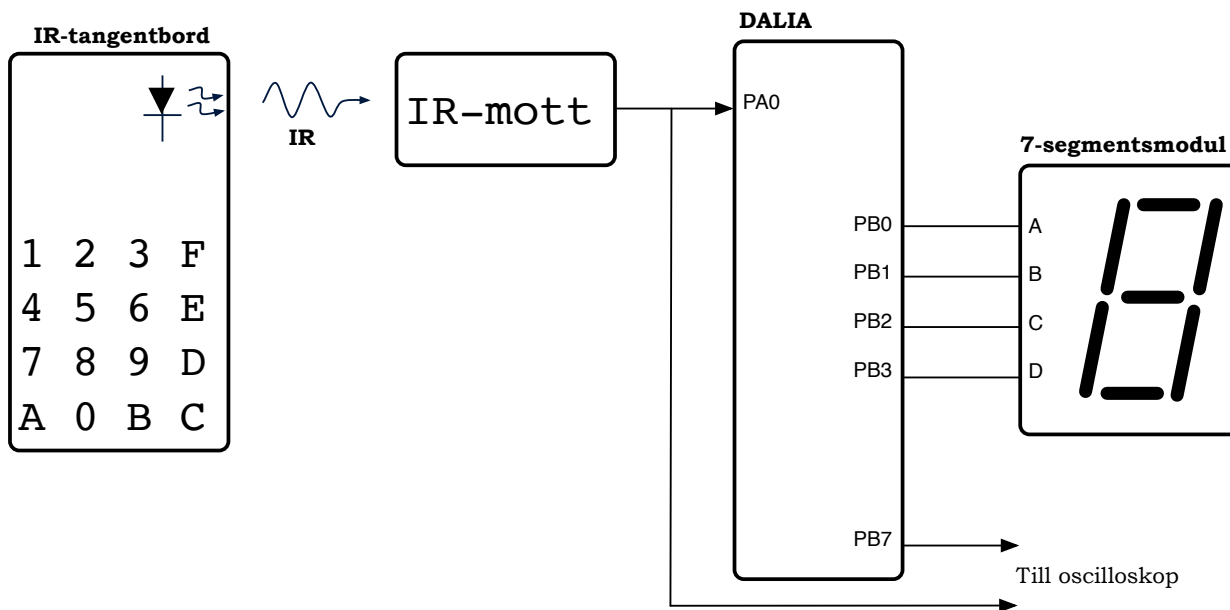 DALIA
IR-tangentbord
IR-mott
PA0
IR
7-segmentsmodul
1 2 3 F
4 5 6 E
7 8 9 D
A 0 B C
PB0
PB1
PB2
PB3
A
B
C
D
PB7
Till oscilloskop